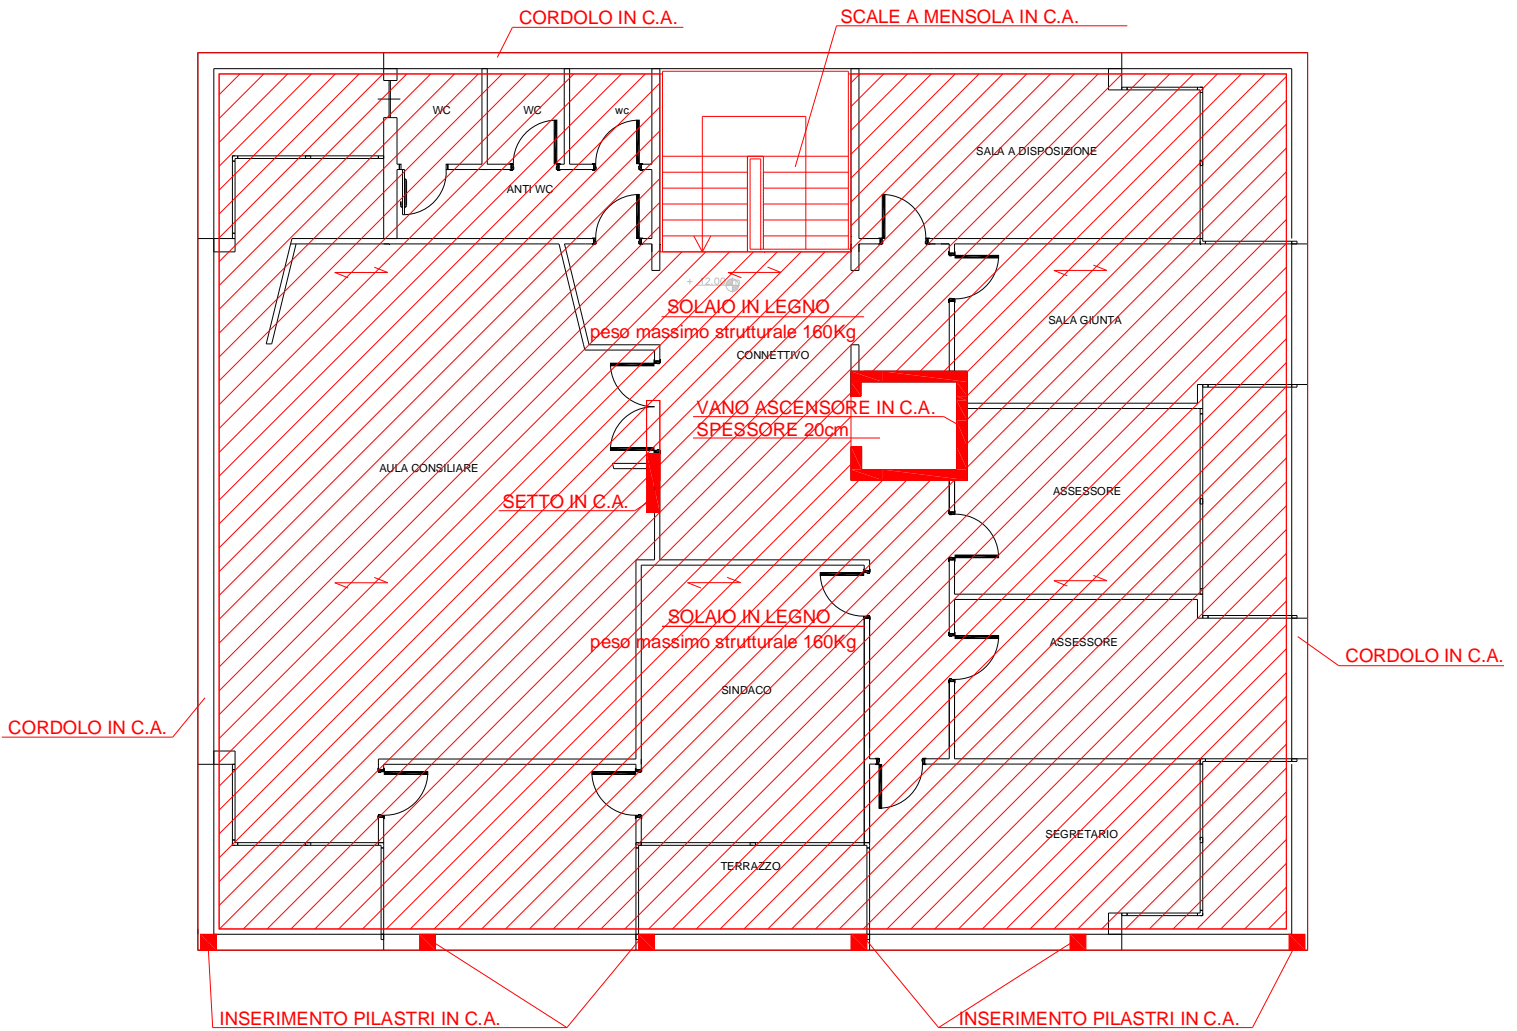 CORDOLO IN C.A.
SCALE A MENSOLA IN C.A.
WC
WC
wc
SALA A DISPOSIZIONE
ANTI WC
+ 12.00
SOLAIO IN LEGNO
peso massimo strutturale 160Kg
SALA GIUNTA
CONNETTIVO
VANO ASCENSORE IN C.A.
SPESSORE 20cm
AULA CONSILIARE
ASSESSORE
SETTO IN C.A.
SOLAIO IN LEGNO
peso massimo strutturale 160Kg
ASSESSORE
CORDOLO IN C.A.
SINDACO
CORDOLO IN C.A.
SEGRETARIO
TERRAZZO
INSERIMENTO PILASTRI IN C.A.
INSERIMENTO PILASTRI IN C.A.